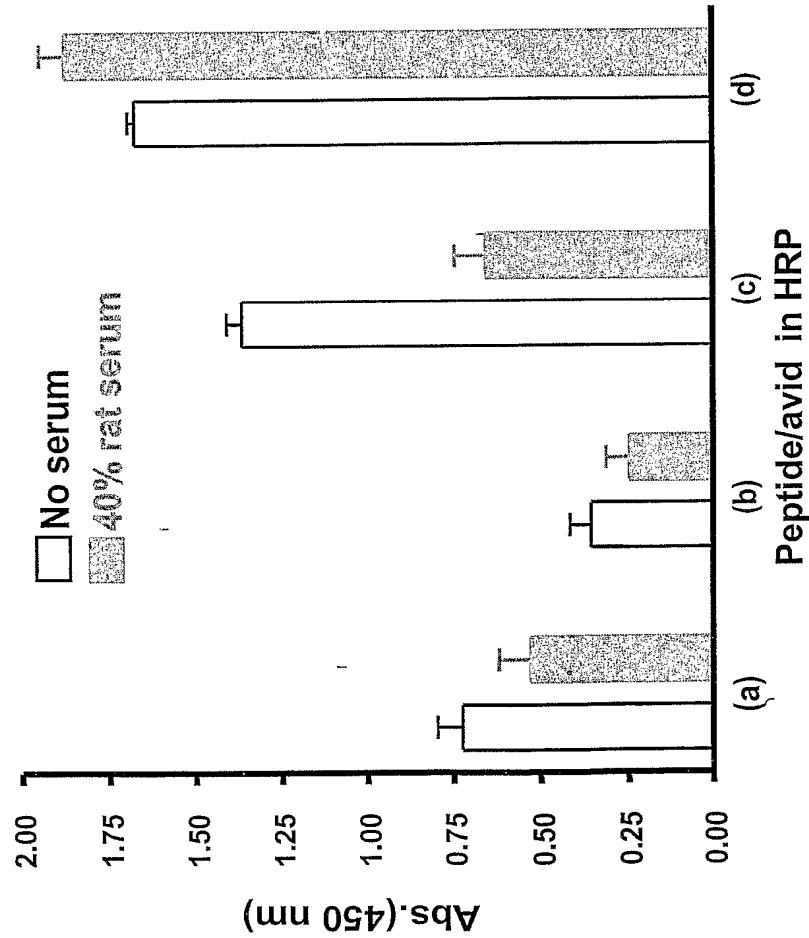 No serum
40% rat serum
2.00
1.75
1.50
1.25
1.00
0.75
0.50
0.25
0.00
Abs.(450 nm)
(a)
(b)
(c)
(d)
Peptide/avid in HRP